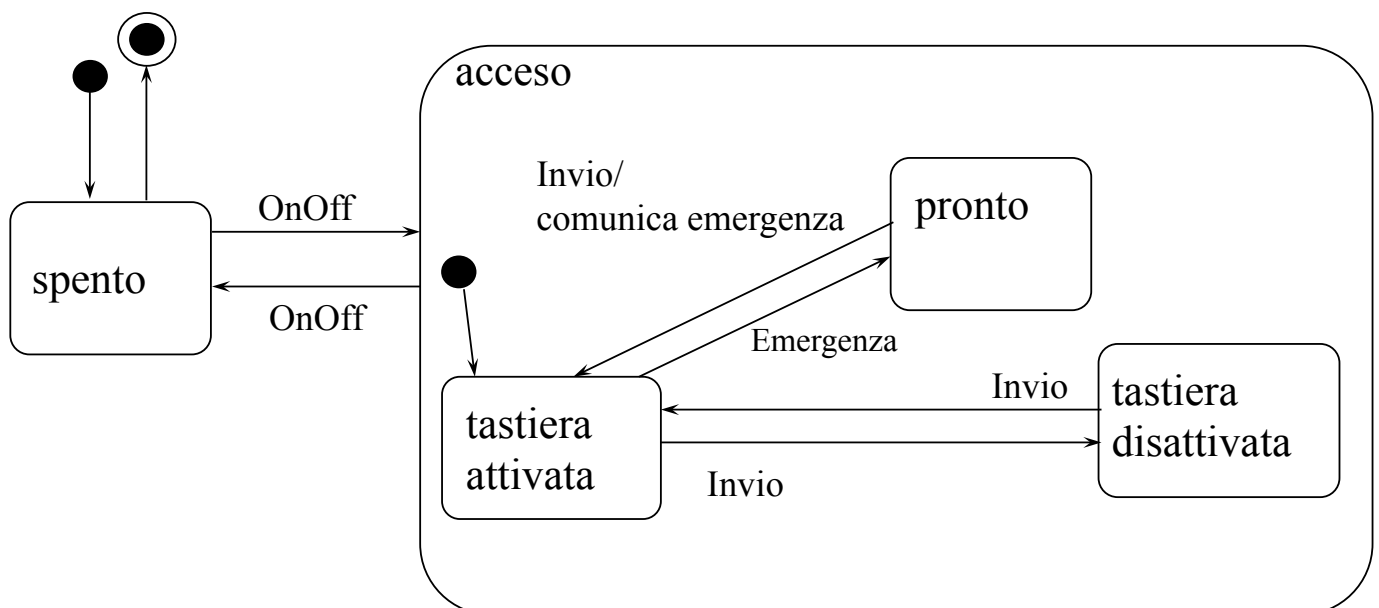 acceso
Invio/
comunica emergenza
pronto
OnOff
spento
OnOff
Emergenza
tastiera
attivata
Invio
tastiera
disattivata
Invio